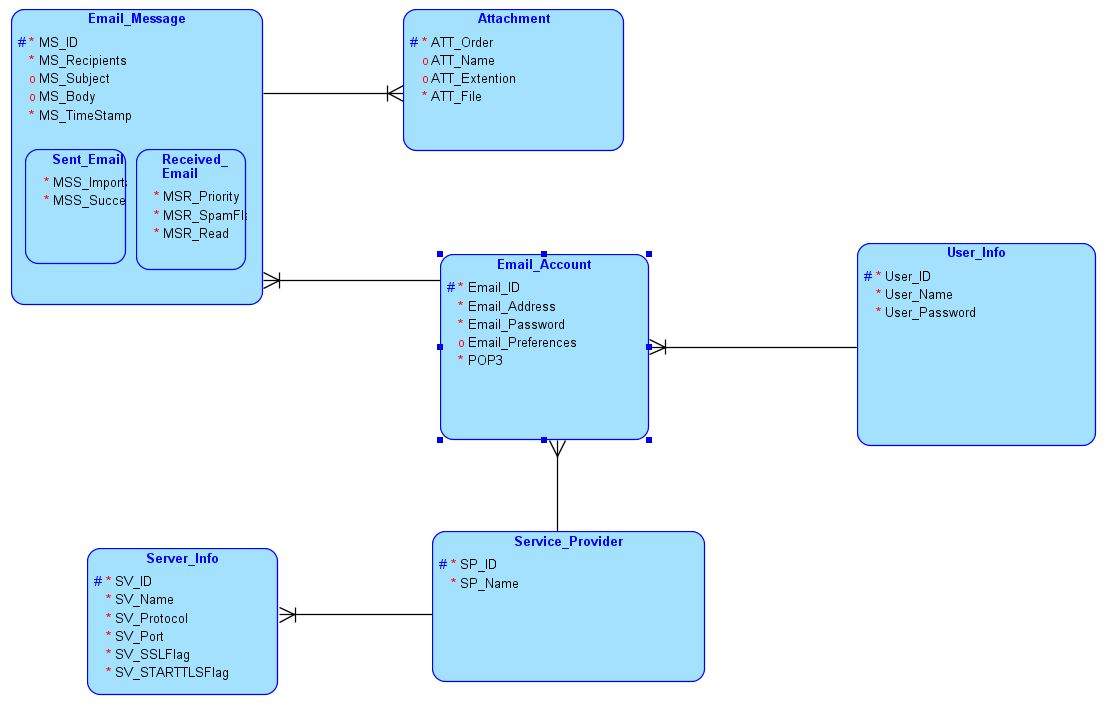 Email_Message
# * MS_ID
* MS_Recipients
o MS_Subject
o MS_Body
* MS_TimeStamp
Sent_Email
* MSS_Import
* MSS_Succe
Received_
Email
* MSR_Priority
* MSR_SpamFl
* MSR_Read
Attachment
# * ATT_Order
o ATT_Name
o ATT_Extention
* ATT_File
Email_Account
# * Email_ID
* Email_Address
* Email_Password
o Email_Preferences
* POP3
User_Info
# * User_ID
* User_Name
* User_Password
Server_Info
# * SV_ID
* SV_Name
* SV_Protocol
* SV_Port
* SV_SSLFlag
* SV_STARTTLSFlag
Service_Provider
# * SP_ID
* SP_Name